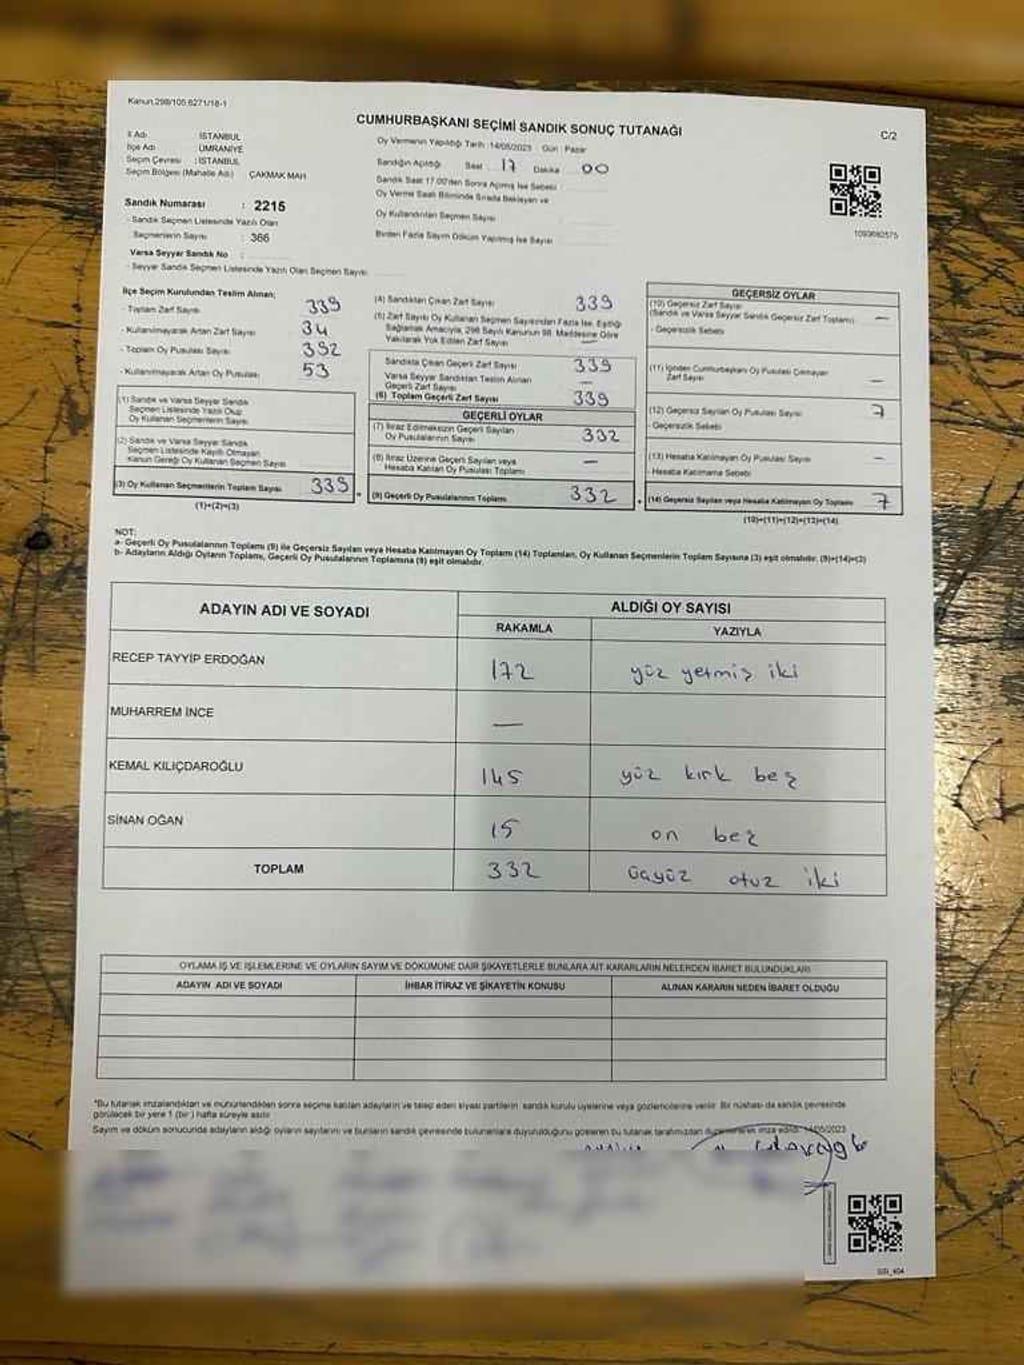 Kanun.298/105,6271/18-1
CUMHURBAŞKANI SEÇİMİ SANDIK SONUÇ TUTANAĞI
C/2
İl Adı : İSTANBUL
İlçe Adı : ÜMRANİYE
Seçim Çevresi : İSTANBUL
Seçim Bölgesi (Mahalle Adı) ÇAKMAK MAH
Oy Vermenin Yapıldığı Tarih :14/05/2023 Gün : Pazar
Sandığın Açıldığı Saat 17 Dakika 00
Sandık Saat 17.00'den Sonra Açılmış İse Sebebi
Oy Verme Saati Bitiminde Sırada Bekleyen ve
Oy Kullandırılan Seçmen Sayısı
Birden Fazla Sayım Döküm Yapılmış İse Sayısı
1093682575
Sandık Numarası : 2215
- Sandık Seçmen Listesinde Yazılı Olan
Seçmenlerin Sayısı : 366
Varsa Seyyar Sandık No :
- Seyyar Sandık Seçmen Listesinde Yazılı Olan Seçmen Sayısı
İlçe Seçim Kurulundan Teslim Alınan;
- Toplam Zarf Sayısı 339
- Kullanılmayarak Artan Zarf Sayısı 34
- Toplam Oy Pusulası Sayısı 392
- Kullanılmayarak Artan Oy Pusulası 53
(1) Sandık ve Varsa Seyyar Sandık
Seçmen Listesinde Yazılı Olup
Oy Kullanan Seçmenlerin Sayısı
(2) Sandık ve Varsa Seyyar Sandık
Seçmen Listesinde Kayıtlı Olmayan
Kanun Gereği Oy Kullanan Seçmen Sayısı
(3) Oy Kullanan Seçmenlerin Toplam Sayısı 339
(1)+(2)=(3)
(4) Sandıktan Çıkan Zarf Sayısı 339
(5) Zarf Sayısı Oy Kullanan Seçmen Sayısından Fazla İse, Eşitliği
Sağlamak Amacıyla, 298 Sayılı Kanunun 98. Maddesine Göre
Yakılarak Yok Edilen Zarf Sayısı —
Sandıkta Çıkan Geçerli Zarf Sayısı 339
Varsa Seyyar Sandıktan Teslim Alınan
Geçerli Zarf Sayısı —
(6) Toplam Geçerli Zarf Sayısı 339
GEÇERLİ OYLAR
(7) İtiraz Edilmeksizin Geçerli Sayılan
Oy Pusulalarının Sayısı 332
(8) İtiraz Üzerine Geçerli Sayılan veya
Hesaba Katılan Oy Pusulası Toplamı —
(9) Geçerli Oy Pusulalarının Toplamı 332
GEÇERSİZ OYLAR
(10) Geçersiz Zarf Sayısı
(Sandık ve Varsa Seyyar Sandık Geçersiz Zarf Toplamı) —
- Geçersizlik Sebebi
(11) İçinden Cumhurbaşkanı Oy Pusulası Çıkmayan
Zarf Sayısı —
(12) Geçersiz Sayılan Oy Pusulası Sayısı 7
- Geçersizlik Sebebi
(13) Hesaba Katılmayan Oy Pusulası Sayısı —
- Hesaba Katılmama Sebebi
(14) Geçersiz Sayılan veya Hesaba Katılmayan Oy Toplamı 7
(10)+(11)+(12)+(13)=(14)
NOT:
a- Geçerli Oy Pusulalarının Toplamı (9) ile Geçersiz Sayılan veya Hesaba Katılmayan Oy Toplamı (14) Toplamları, Oy Kullanan Seçmenlerin Toplam Sayısına (3) eşit olmalıdır. (9)+(14)=(3)
b- Adayların Aldığı Oyların Toplamı, Geçerli Oy Pusulalarının Toplamına (9) eşit olmalıdır.
ADAYIN ADI VE SOYADI
ALDIĞI OY SAYISI
RAKAMLA YAZIYLA
RECEP TAYYİP ERDOĞAN 172 yüz yetmiş iki
MUHARREM İNCE —
KEMAL KILIÇDAROĞLU 145 yüz kırk beş
SİNAN OĞAN 15 on beş
TOPLAM 332 üçyüz otuz iki
OYLAMA İŞ VE İŞLEMLERİNE VE OYLARIN SAYIM VE DÖKÜMÜNE DAİR ŞİKAYETLERLE BUNLARA AİT KARARLARIN NELERDEN İBARET BULUNDUKLARI
ADAYIN ADI VE SOYADI İHBAR İTİRAZ VE ŞİKAYETİN KONUSU ALINAN KARARIN NEDEN İBARET OLDUĞU
*Bu tutanak imzalandıktan ve mühürlendikten sonra seçime katılan adayların ve talep eden siyasi partilerin sandık kurulu üyelerine veya gözlemcilerine verilir. Bir nüshası da sandık çevresinde
görülecek bir yere 1 (bir) hafta süreyle asılır.
Sayım ve döküm sonucunda adayların aldığı oyların sayılarını ve bunların sandık çevresinde bulunanlara duyurulduğunu gösteren bu tutanak tarafımızdan düzenlenerek imza edildi. 14/05/2023